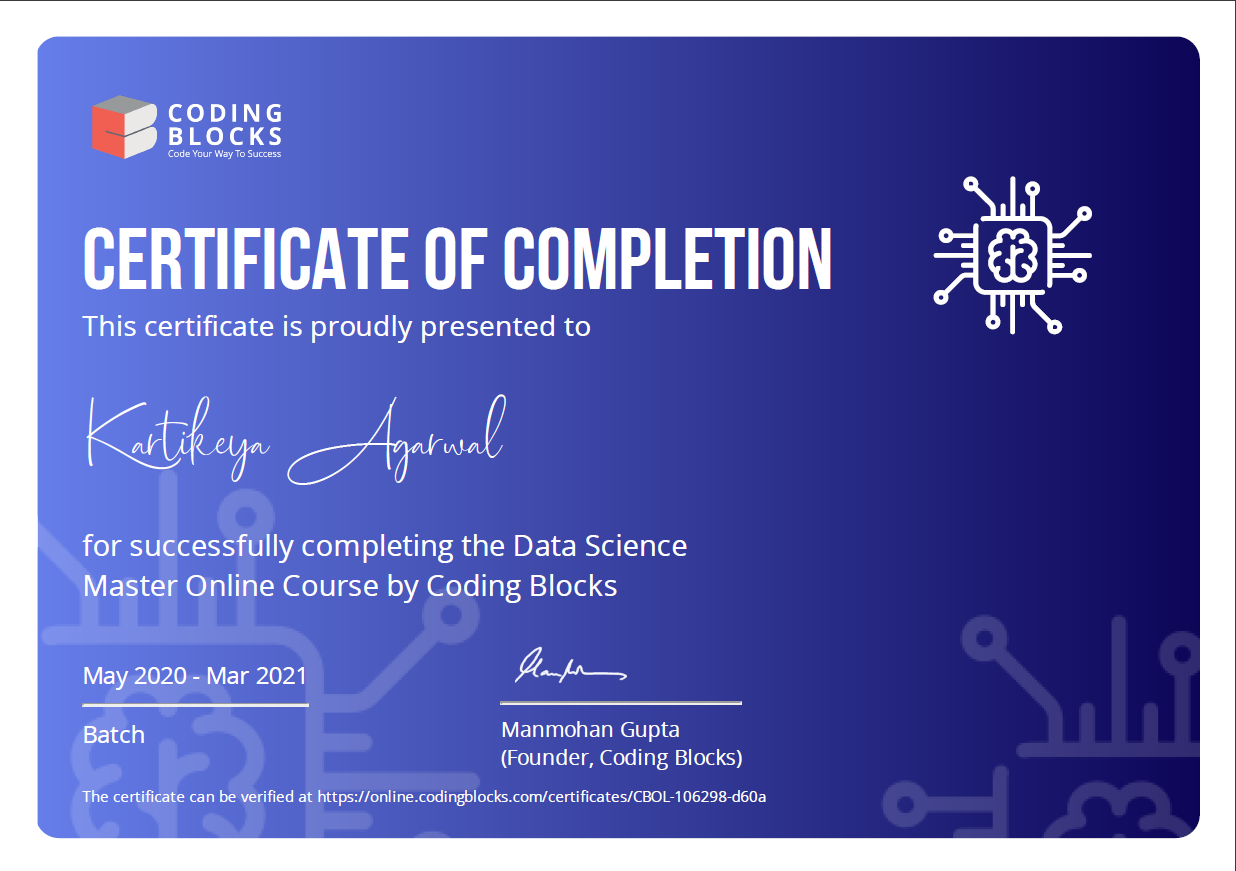 CODING
BLOCKS
Code Your Way To Success
CERTIFICATE OF COMPLETION
This certificate is proudly presented to
Kartikeya Agarwal
for successfully completing the Data Science
Master Online Course by Coding Blocks
May 2020 - Mar 2021
Batch
Manmohan Gupta
(Founder, Coding Blocks)
The certificate can be verified at https://online.codingblocks.com/certificates/CBOL-106298-d60a